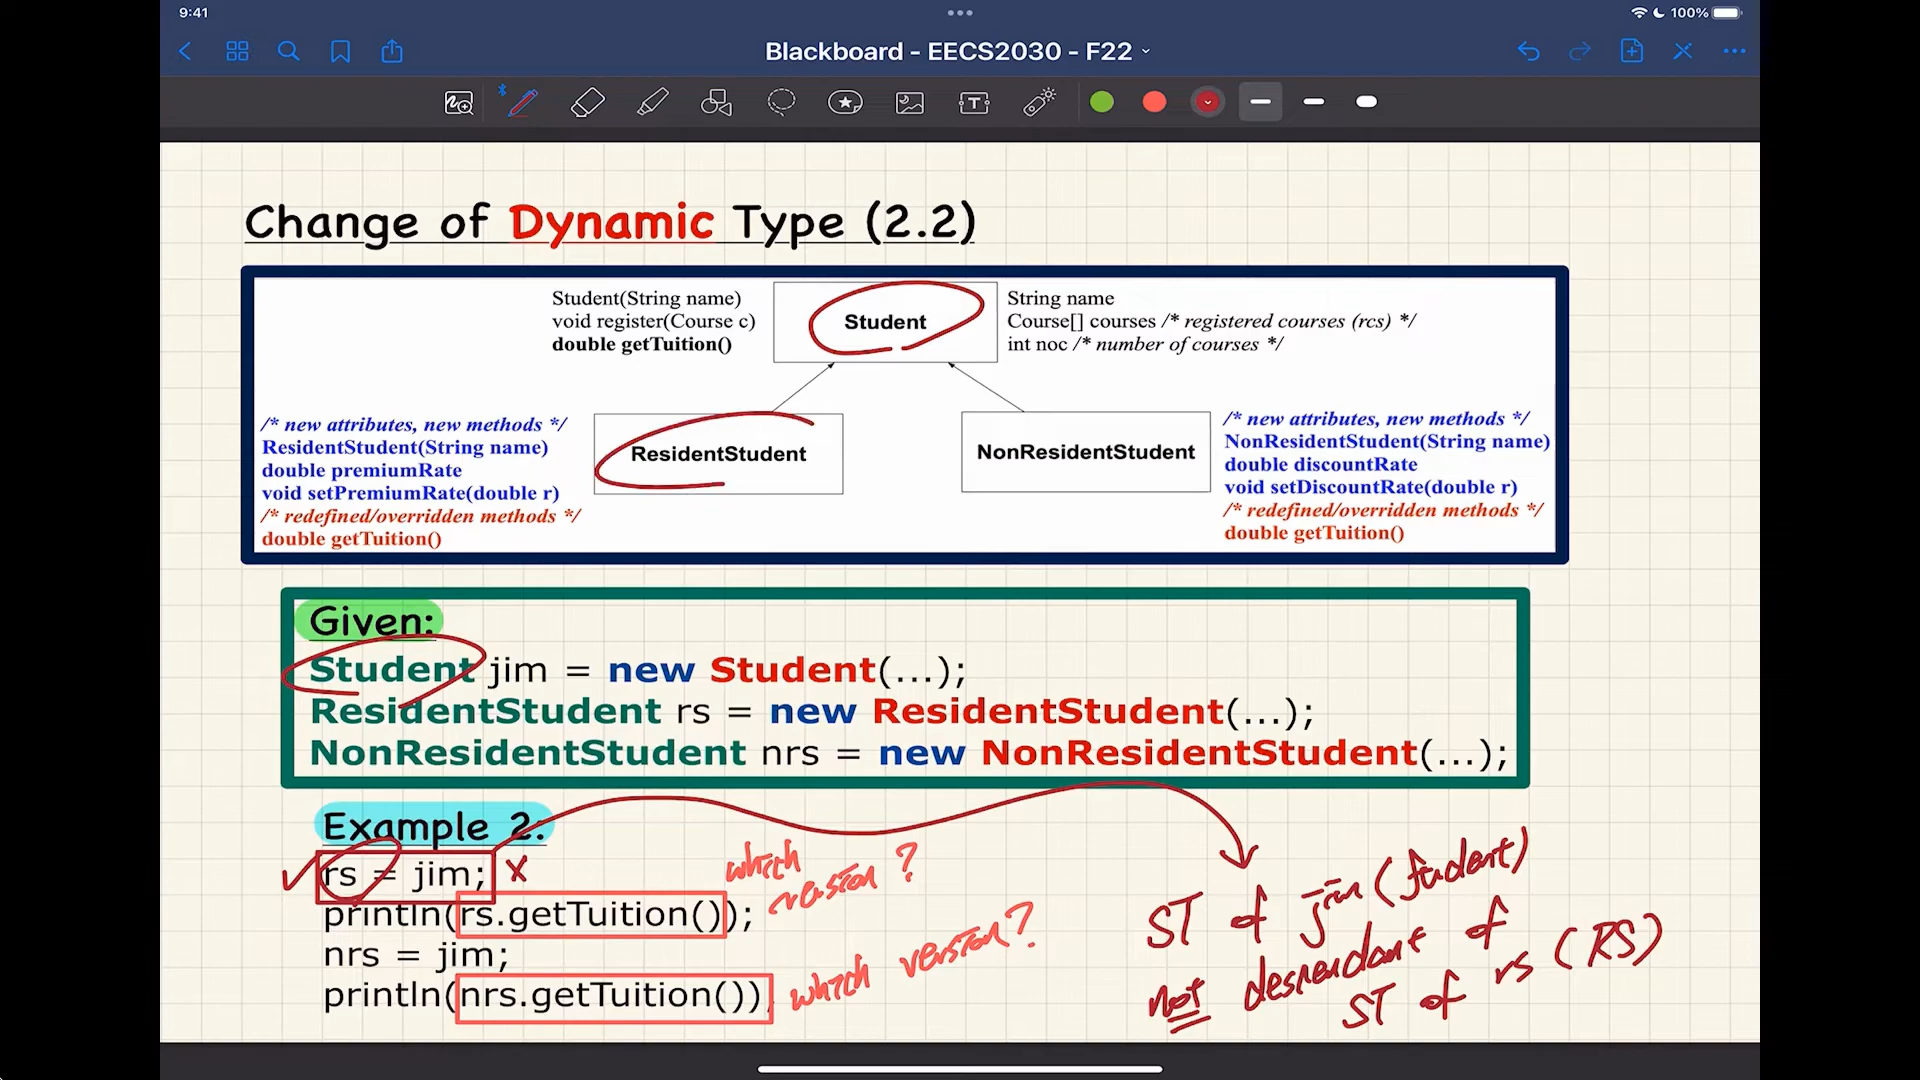 9:41
100%
Blackboard - EECS2030 - F22
Change of Dynamic Type (2.2)
Student(String name)
void register(Course c)
double getTuition()
Student
String name
Course[] courses /* registered courses (rcs) */
int noc /* number of courses */
/* new attributes, new methods */
ResidentStudent(String name)
double premiumRate
void setPremiumRate(double r)
/* redefined/overridden methods */
double getTuition()
ResidentStudent
NonResidentStudent
/* new attributes, new methods */
NonResidentStudent(String name)
double discountRate
void setDiscountRate(double r)
/* redefined/overridden methods */
double getTuition()
Given:
Student jim = new Student(...);
ResidentStudent rs = new ResidentStudent(...);
NonResidentStudent nrs = new NonResidentStudent(...);
Example 2:
rs = jim; x
println(rs.getTuition());
which
version?
nrs = jim;
println(nrs.getTuition())
which version?
ST of jim (Student)
not descendant of
ST of rs (RS)